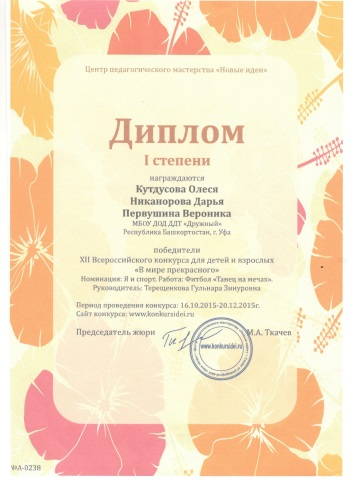 Центр педагогического мастерства «Новые идеи»
Диплом
I степени
награждаются
Кутдусова Олеся
Никанорова Дарья
Первушина Вероника
МБОУ ДОД ДДТ «Дружный»
Республика Башкортостан, г. Уфа
победители
XII Всероссийского конкурса для детей и взрослых
«В мире прекрасного»
Номинация: Я и спорт. Работа: Фитбол «Танец на мечах».
Руководитель: Терещенкова Гульнара Зинуровна
Период проведения конкурса: 16.10.2015-20.12.2015г.
Сайт конкурса: www.konkursidei.ru
Председатель жюри М.А. Ткачев
www.konkursidei.ru
ФА-0238